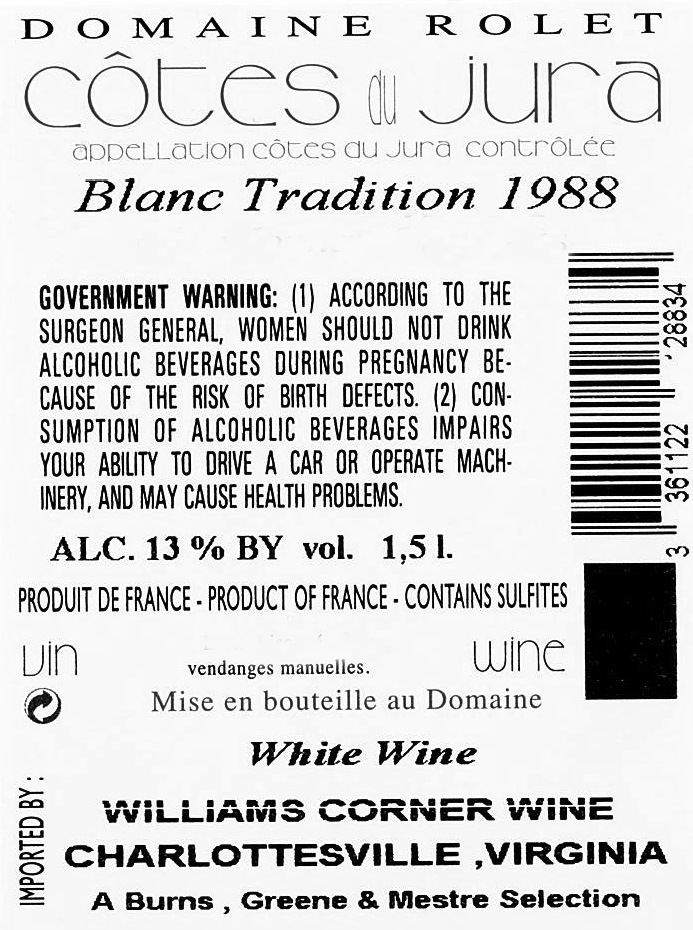 DOMAINE ROLET
CÔTES du JURA
appellation côtes du Jura contrôlée
Blanc Tradition 1988
GOVERNMENT WARNING: (1) ACCORDING TO THE
SURGEON GENERAL, WOMEN SHOULD NOT DRINK
ALCOHOLIC BEVERAGES DURING PREGNANCY BE-
CAUSE OF THE RISK OF BIRTH DEFECTS. (2) CON-
SUMPTION OF ALCOHOLIC BEVERAGES IMPAIRS
YOUR ABILITY TO DRIVE A CAR OR OPERATE MACH-
INERY, AND MAY CAUSE HEALTH PROBLEMS.
3 361122 128834
ALC. 13 % BY vol. 1,5 l.
PRODUIT DE FRANCE - PRODUCT OF FRANCE - CONTAINS SULFITES
vin
wine
vendanges manuelles.
Mise en bouteille au Domaine
White Wine
IMPORTED BY :
WILLIAMS CORNER WINE
CHARLOTTESVILLE ,VIRGINIA
A Burns , Greene & Mestre Selection